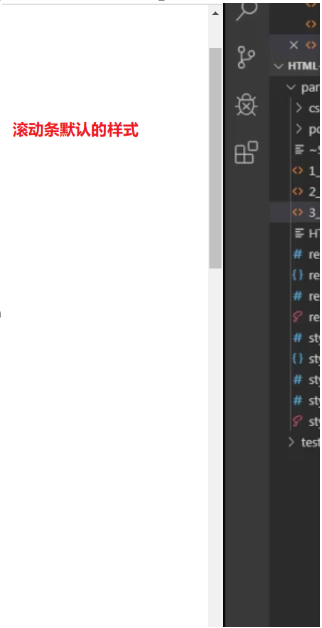 滚动条默认的样式
HTML
par
cs
po
1_
2_
3_
HT
re
re
re
re
sty
sty
sty
sty
sty
test